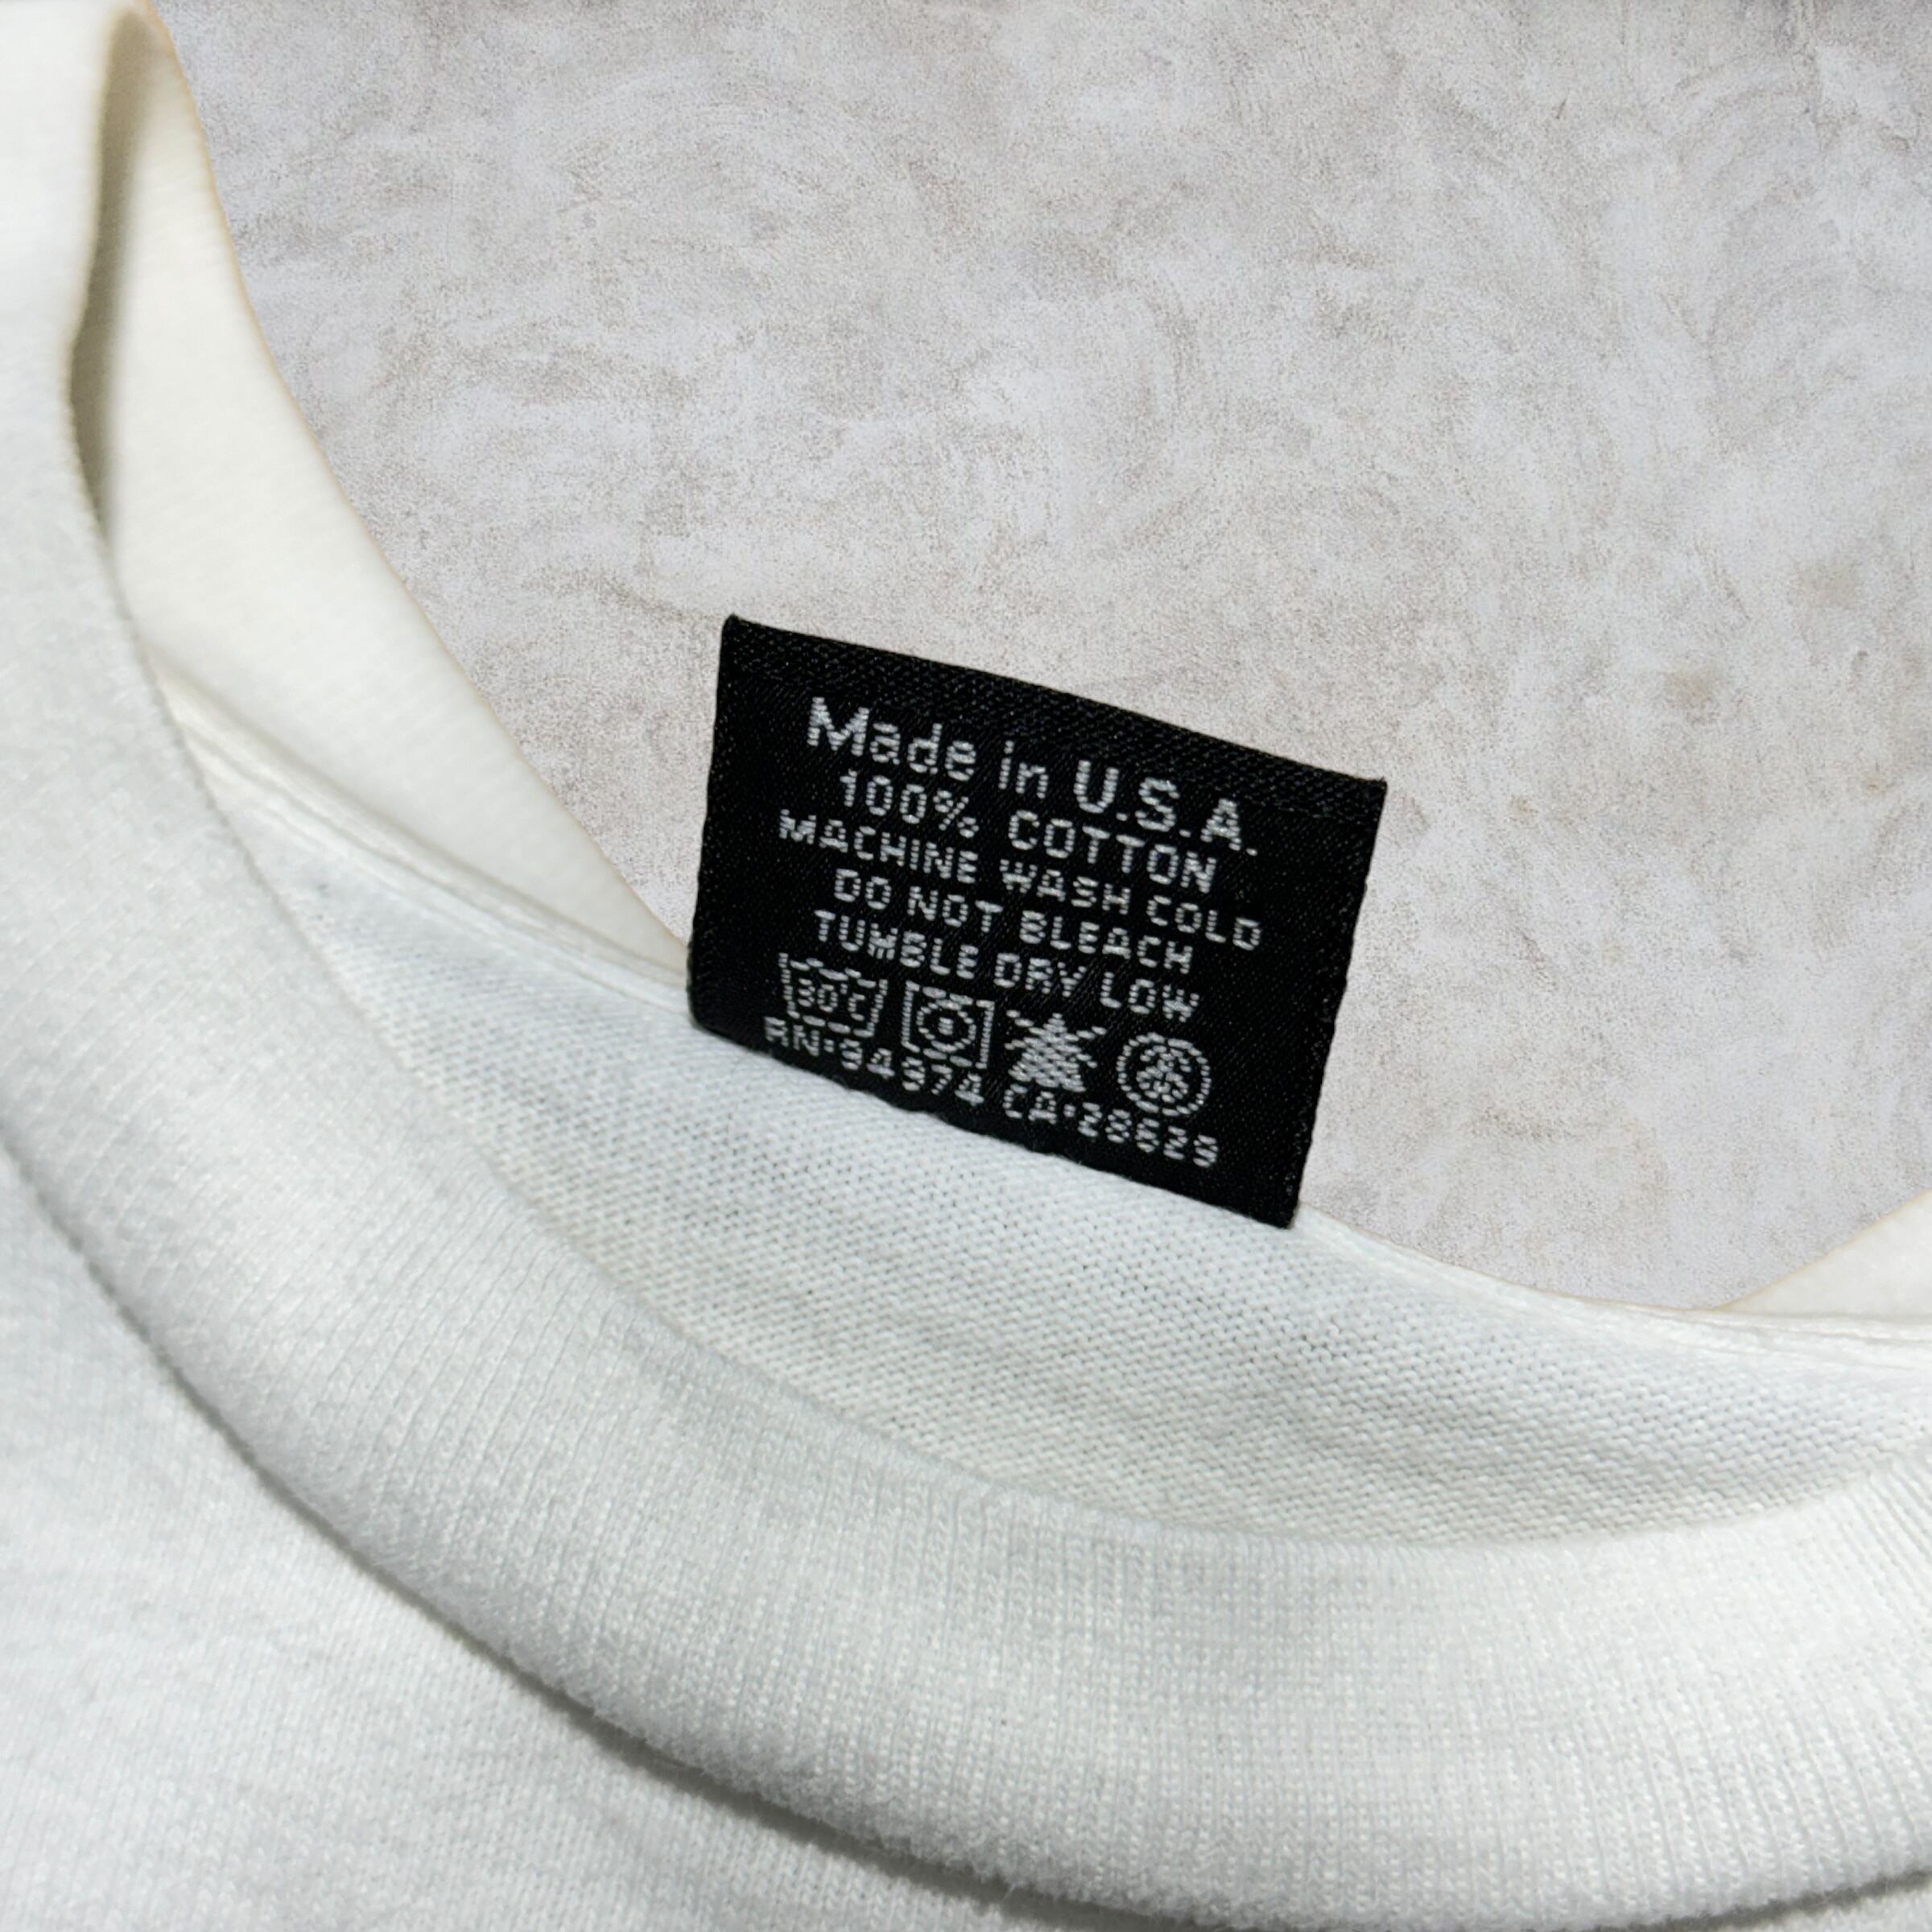 Made in U.S.A.
100% COTTON
MACHINE WASH COLD
DO NOT BLEACH
TUMBLE DRY LOW
30°C
RN·94974 CA·28629